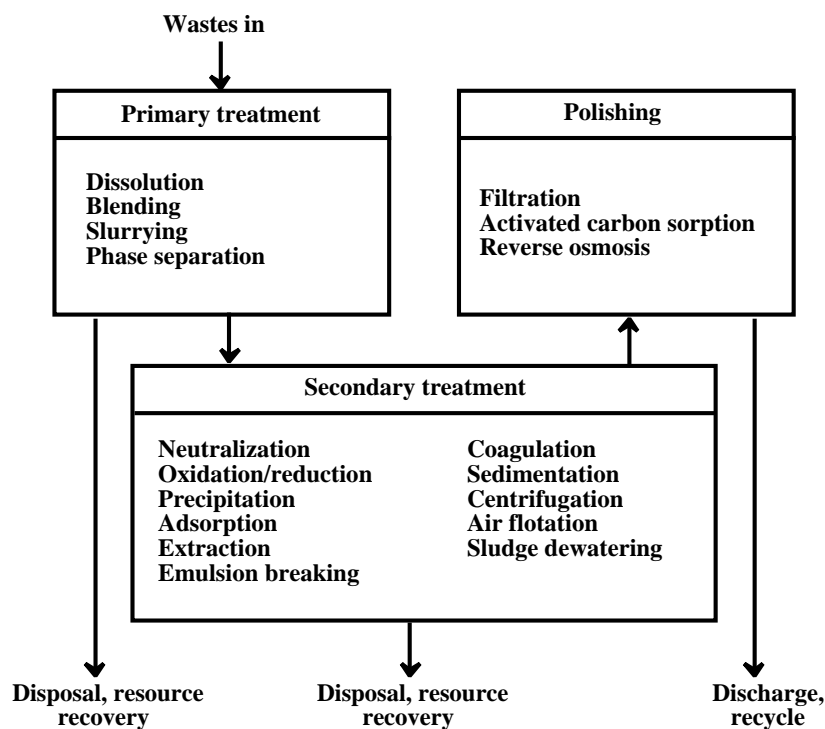 Wastes in
Primary treatment
Dissolution
Blending
Slurrying
Phase separation
Polishing
Filtration
Activated carbon sorption
Reverse osmosis
Secondary treatment
Neutralization
Oxidation/reduction
Precipitation
Adsorption
Extraction
Emulsion breaking
Coagulation
Sedimentation
Centrifugation
Air flotation
Sludge dewatering
Disposal, resource
recovery
Disposal, resource
recovery
Discharge,
recycle